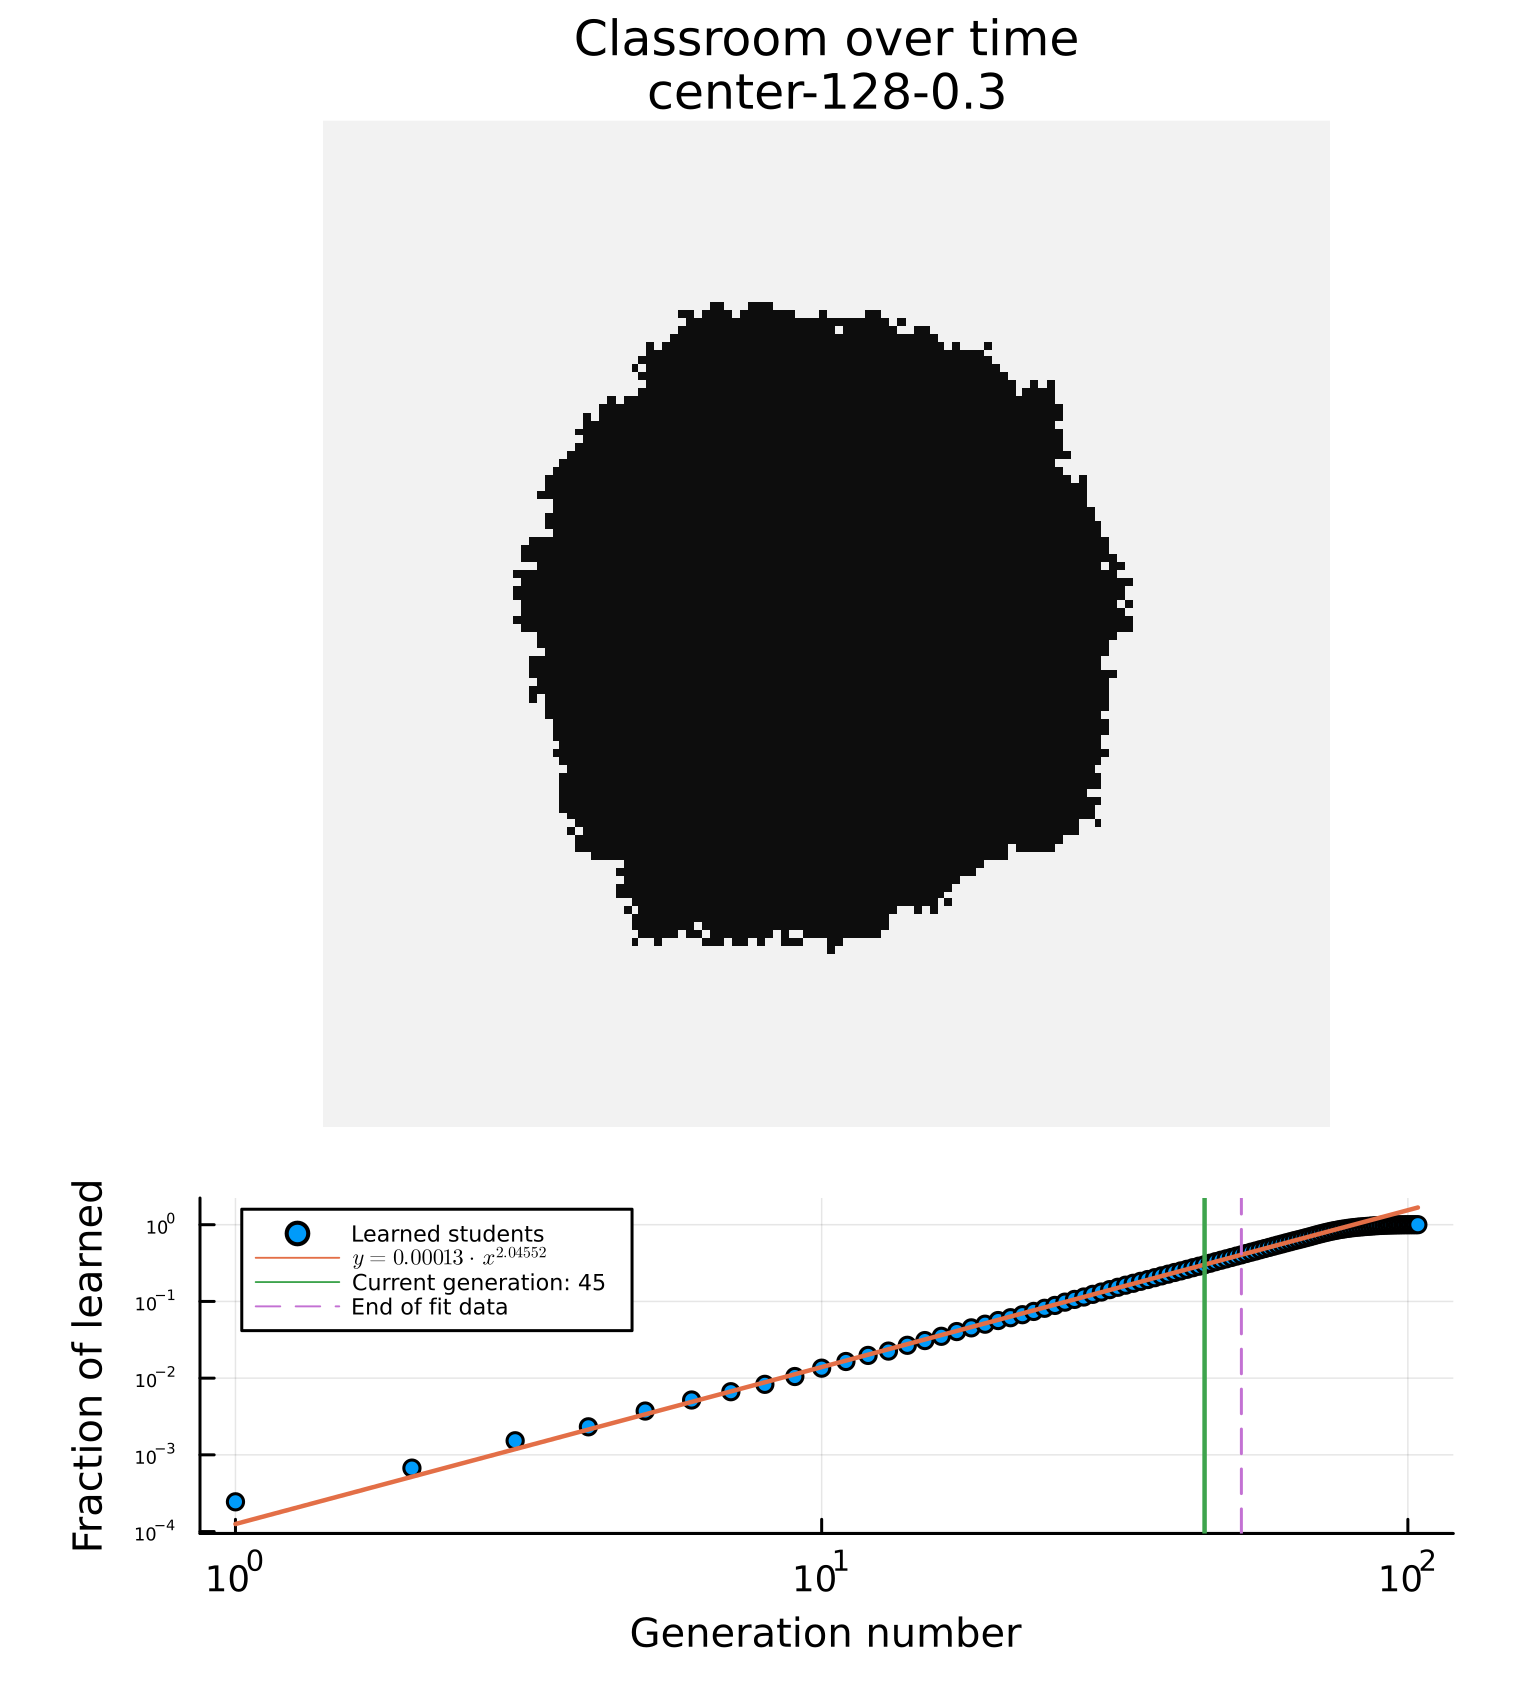 Classroom over time
center-128-0.3
Fraction of learned
10^0
10^-1
10^-2
10^-3
10^-4
Learned students
y = 0.00013 · x^2.04552
Current generation: 45
End of fit data
10^0 10^1 10^2
Generation number